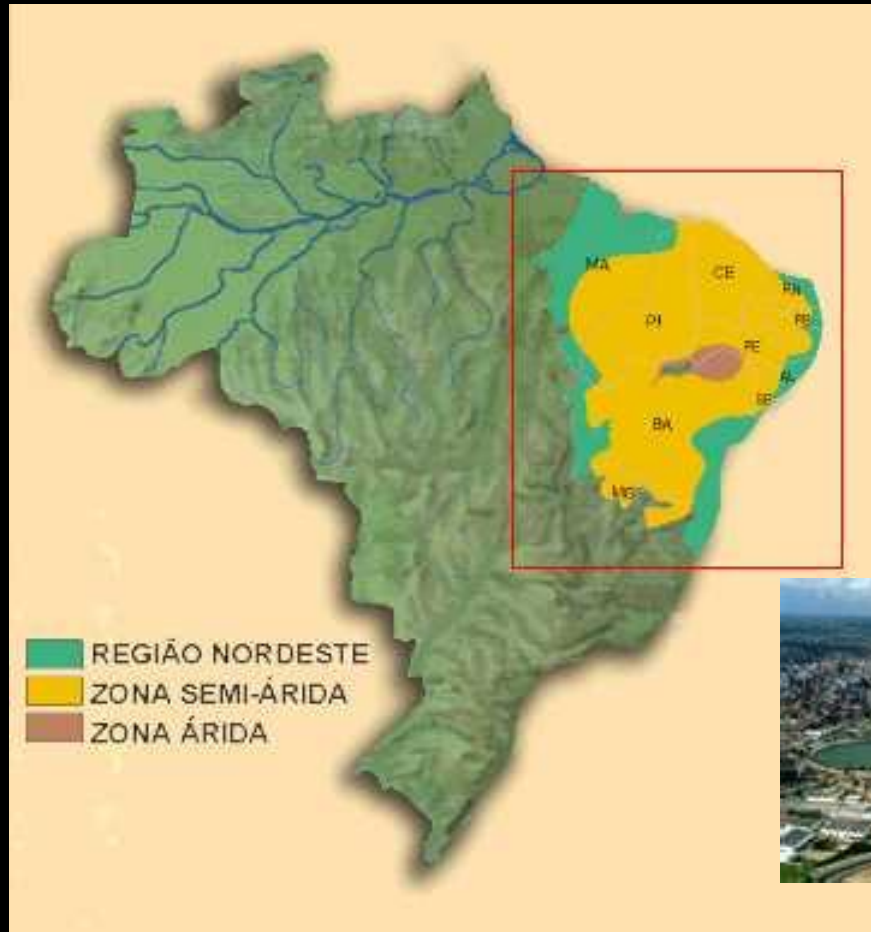 MA
CE
RN
PI
PB
PE
AL
SE
BA
MG
REGIÃO NORDESTE
ZONA SEMI-ÁRIDA
ZONA ÁRIDA